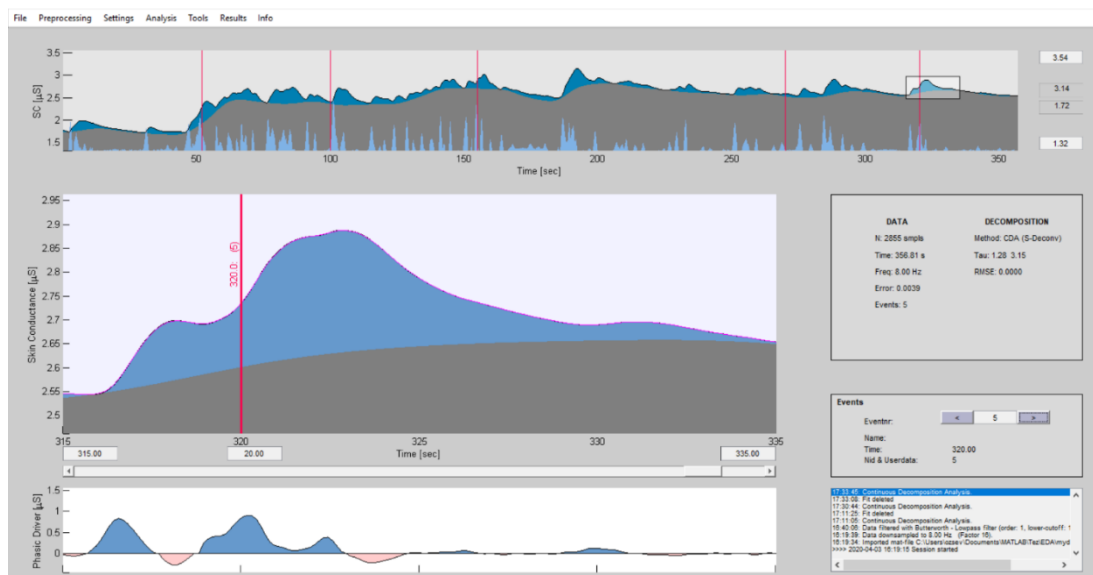 File Preprocessing Settings Analysis Tools Results Info
3.5
3
2.5
2
1.5
SC [µS]
50 100 150 200 250 300 350
Time [sec]
3.54
3.14
1.72
1.32
2.95
2.9
2.85
2.8
2.75
2.7
2.65
2.6
2.55
2.5
Skin Conductance [µS]
320.0: (5)
315 320 325 330 335
315.00 20.00 Time [sec] 335.00
DATA DECOMPOSITION
N: 2855 smpls Method: CDA (S-Deconv)
Time: 356.81 s Tau: 1.28 3.15
Freq: 8.00 Hz RMSE: 0.0000
Error: 0.0039
Events: 5
Events
Eventnr: < 5 >
Name:
Time: 320.00
Nid & Userdata: 5
1.5
1
0.5
0
Phasic Driver [µS]
17:33:45: Continuous Decomposition Analysis.
17:33:08: Fit deleted
17:30:44: Continuous Decomposition Analysis.
17:11:25: Fit deleted
17:11:05: Continuous Decomposition Analysis.
16:40:06: Data filtered with Butterworth - Lowpass filter (order: 1, lower-cutoff: 1
16:19:39: Data downsampled to 8.00 Hz (Factor 16).
16:19:34: Imported mat-file C:\Users\ozsev\Documents\MATLAB\Tez\EDA\myd
>>>> 2020-04-03 16:19:15 Session started